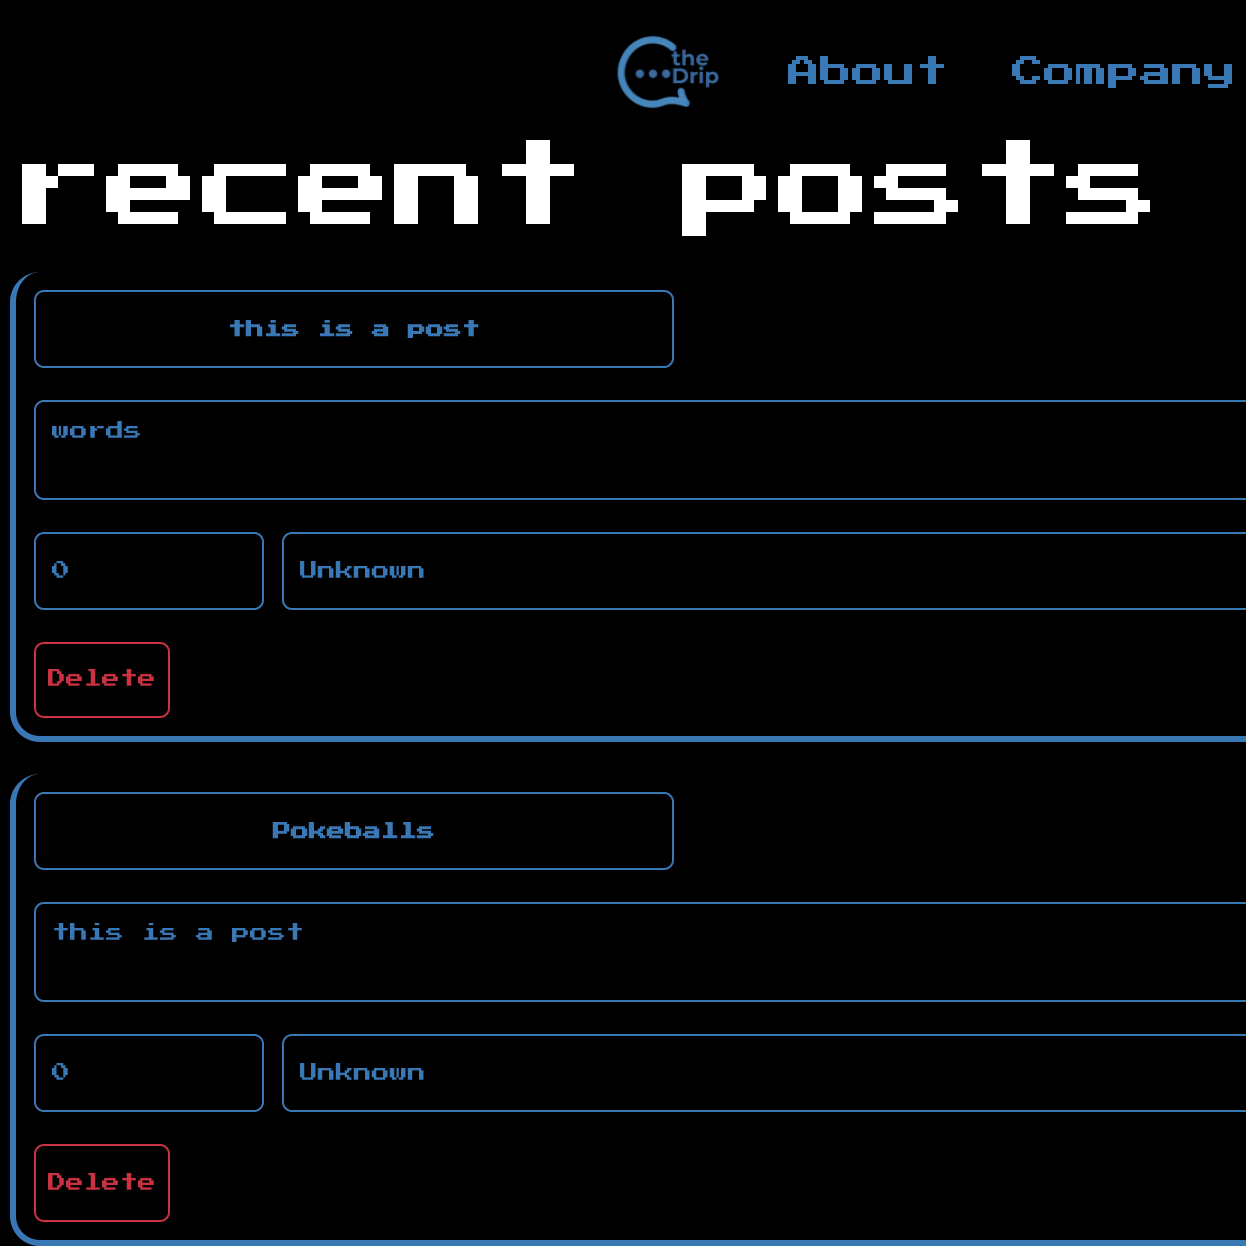 the
Drip
About Company
recent posts
this is a post
words
0 Unknown
Delete
Pokeballs
this is a post
0 Unknown
Delete